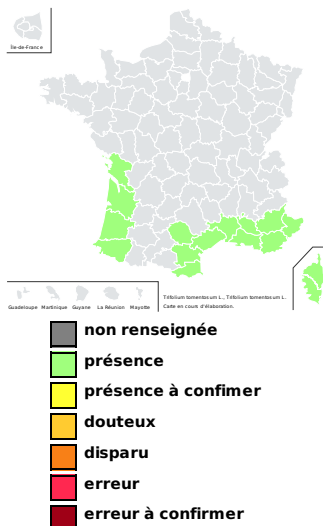 Île-de-France
Guadeloupe Martinique Guyane La Réunion Mayotte
Trifolium tomentosum L., Trifolium tomentosum L.
Carte en cours d'élaboration.
non renseignée
présence
présence à confimer
douteux
disparu
erreur
erreur à confirmer